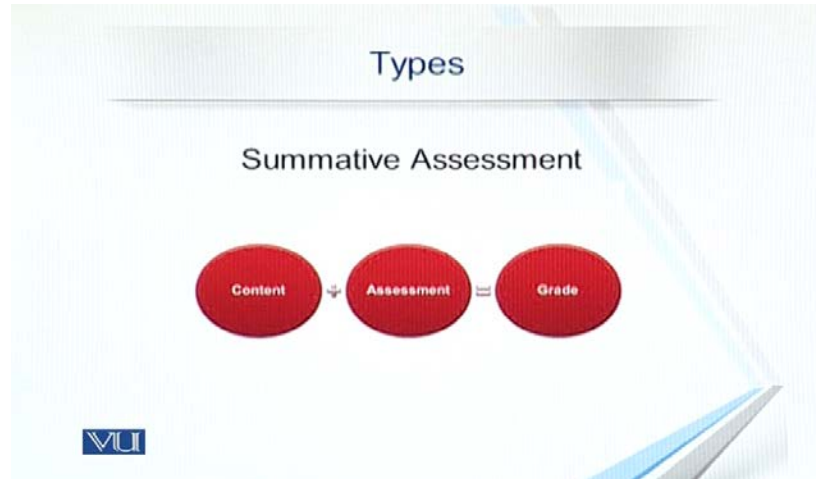 Types
Summative Assessment
Content + Assessment = Grade
VU